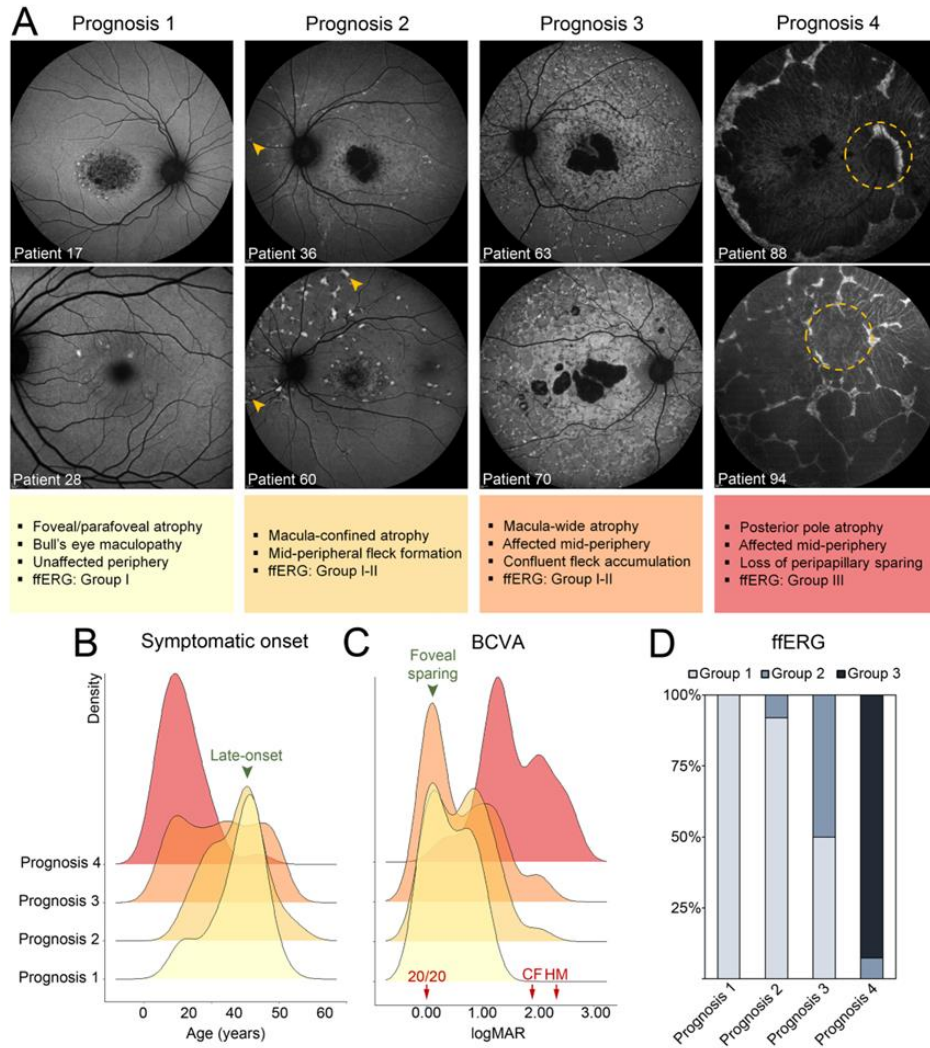 A
Prognosis 1
Prognosis 2
Prognosis 3
Prognosis 4
Patient 17
Patient 36
Patient 63
Patient 88
Patient 28
Patient 60
Patient 70
Patient 94
▪ Foveal/parafoveal atrophy
▪ Bull's eye maculopathy
▪ Unaffected periphery
▪ ffERG: Group I
▪ Macula-confined atrophy
▪ Mid-peripheral fleck formation
▪ ffERG: Group I-II
▪ Macula-wide atrophy
▪ Affected mid-periphery
▪ Confluent fleck accumulation
▪ ffERG: Group I-II
▪ Posterior pole atrophy
▪ Affected mid-periphery
▪ Loss of peripapillary sparing
▪ ffERG: Group III
B
Symptomatic onset
Density
Late-onset
Prognosis 4
Prognosis 3
Prognosis 2
Prognosis 1
0 20 40 60
Age (years)
C
BCVA
Foveal
sparing
20/20
CF HM
0.00 1.00 2.00 3.00
logMAR
D
ffERG
Group 1 Group 2 Group 3
100%
75%
50%
25%
Prognosis 1
Prognosis 2
Prognosis 3
Prognosis 4